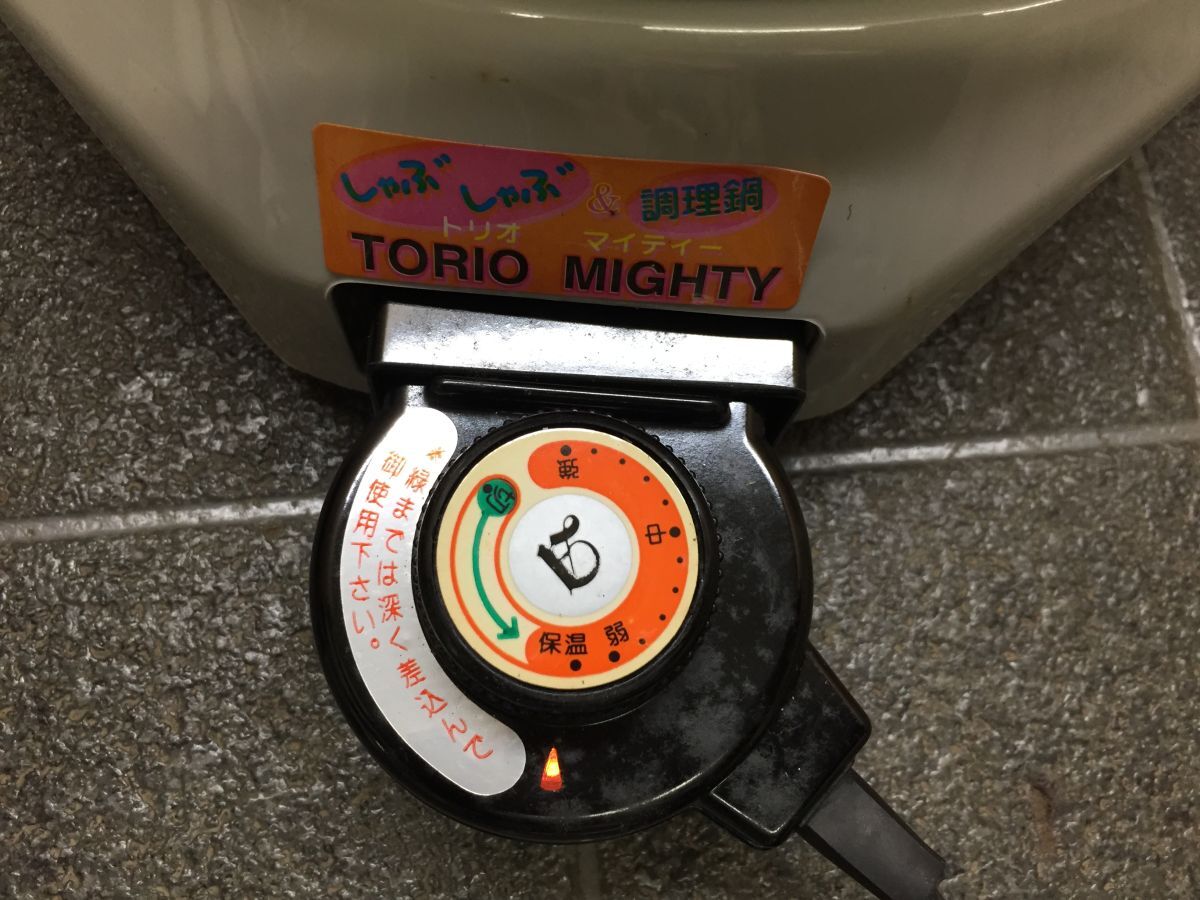 しゃぶしゃぶ & 調理鍋
トリオ マイティー
TORIO MIGHTY
*縁までは深く差込んで
御使用下さい。
切
強
中
弱
保温